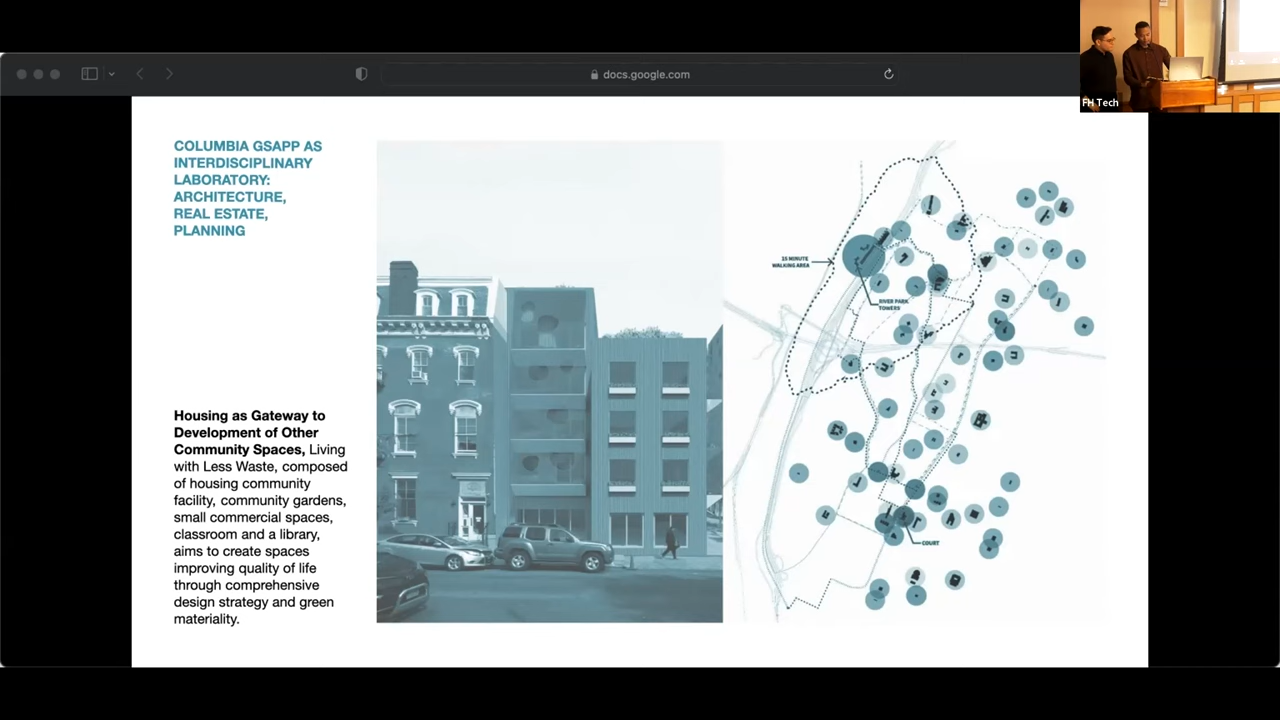 docs.google.com
FH Tech
COLUMBIA GSAPP AS
INTERDISCIPLINARY
LABORATORY:
ARCHITECTURE,
REAL ESTATE,
PLANNING
Housing as Gateway to
Development of Other
Community Spaces, Living
with Less Waste, composed
of housing community
facility, community gardens,
small commercial spaces,
classroom and a library,
aims to create spaces
improving quality of life
through comprehensive
design strategy and green
materiality.
15 MINUTE
WALKING AREA
RIVER PARK
TOWERS
COURT